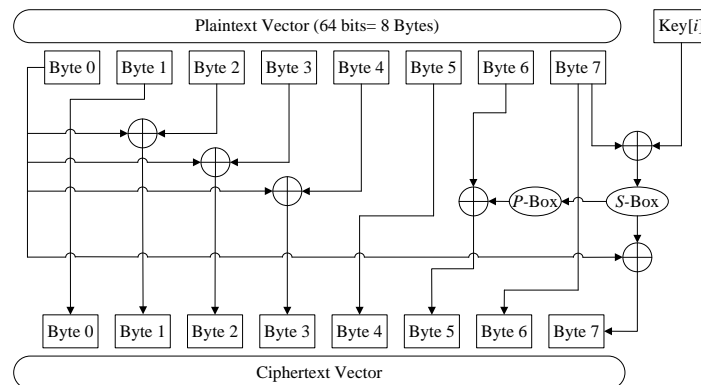 Plaintext Vector (64 bits= 8 Bytes)
Key[i]
Byte 0 Byte 1 Byte 2 Byte 3 Byte 4 Byte 5 Byte 6 Byte 7
P-Box S-Box
Byte 0 Byte 1 Byte 2 Byte 3 Byte 4 Byte 5 Byte 6 Byte 7
Ciphertext Vector